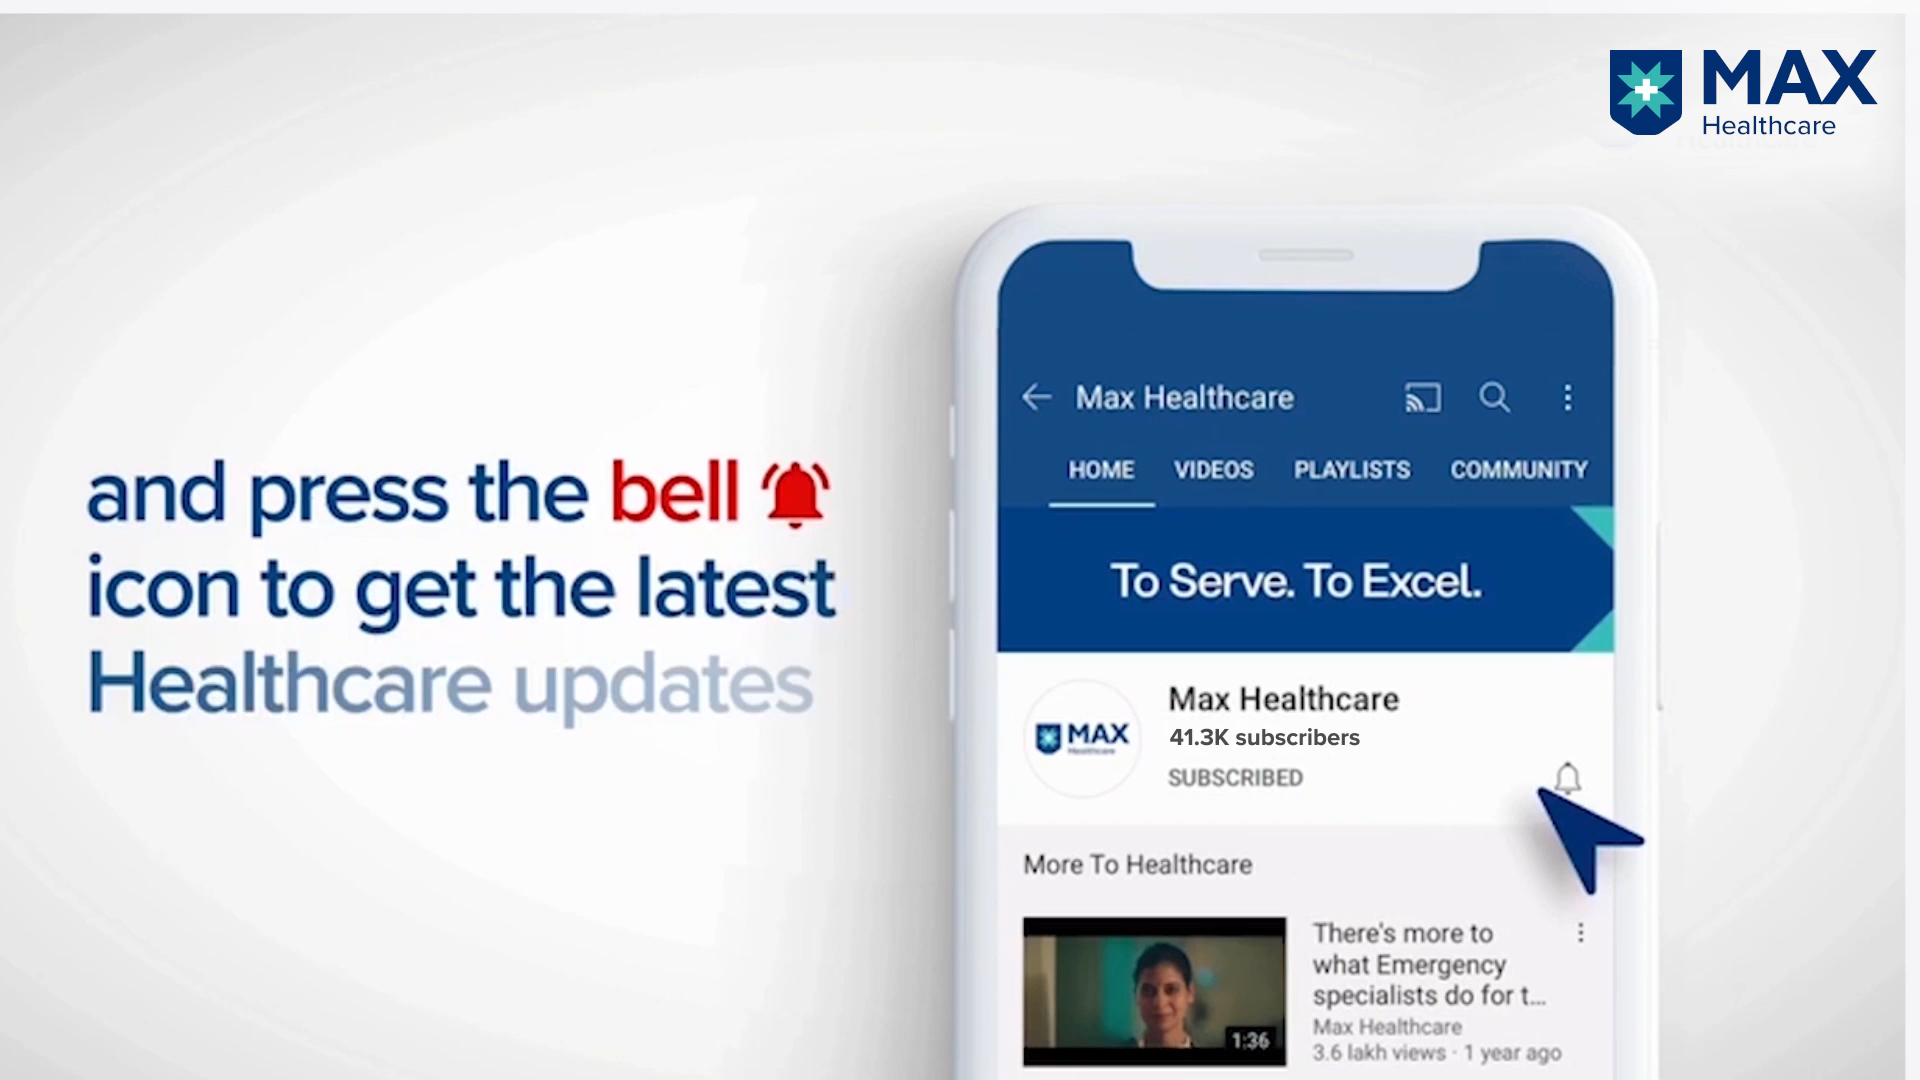 MAX
Healthcare
and press the bell
icon to get the latest
Healthcare updates
Max Healthcare
HOME VIDEOS PLAYLISTS COMMUNITY
To Serve. To Excel.
MAX
Healthcare
Max Healthcare
41.3K subscribers
SUBSCRIBED
More To Healthcare
1:36
There's more to
what Emergency
specialists do for t...
Max Healthcare
3.6 lakh views · 1 year ago